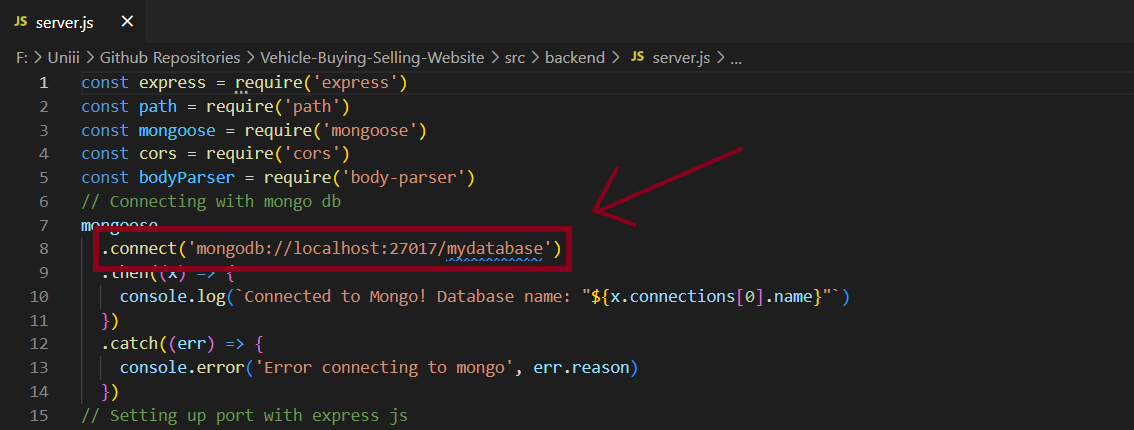 JS server.js ×
F: > Uniii > Github Repositories > Vehicle-Buying-Selling-Website > src > backend > JS server.js > ...
1 const express = require('express')
2 const path = require('path')
3 const mongoose = require('mongoose')
4 const cors = require('cors')
5 const bodyParser = require('body-parser')
6 // Connecting with mongo db
7 mongoose
8 .connect('mongodb://localhost:27017/mydatabase')
9 .then((x) => {
10 console.log(`Connected to Mongo! Database name: "${x.connections[0].name}"`)
11 })
12 .catch((err) => {
13 console.error('Error connecting to mongo', err.reason)
14 })
15 // Setting up port with express js